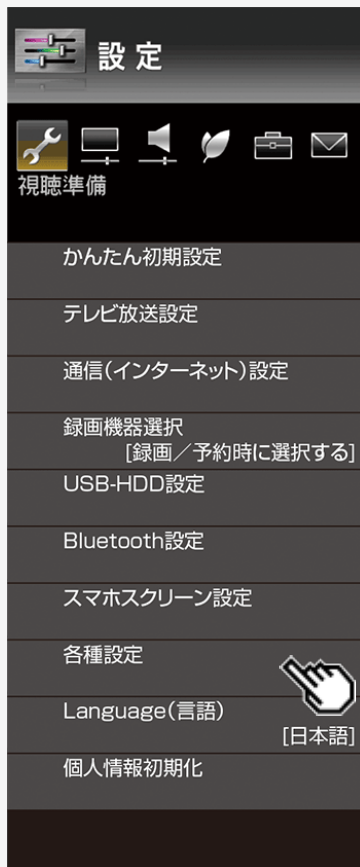 設定
視聴準備
かんたん初期設定
テレビ放送設定
通信(インターネット)設定
録画機器選択
[録画／予約時に選択する]
USB-HDD設定
Bluetooth設定
スマホスクリーン設定
各種設定
Language(言語)
[日本語]
個人情報初期化